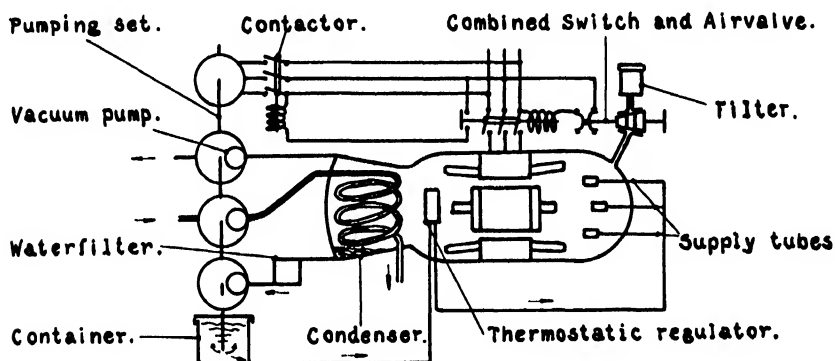 Pumping set.
Contactor.
Combined Switch and Airvalve.
Vacuum pump.
Filter.
Waterfilter.
Supply tubes
Container.
Condenser.
Thermostatic regulator.